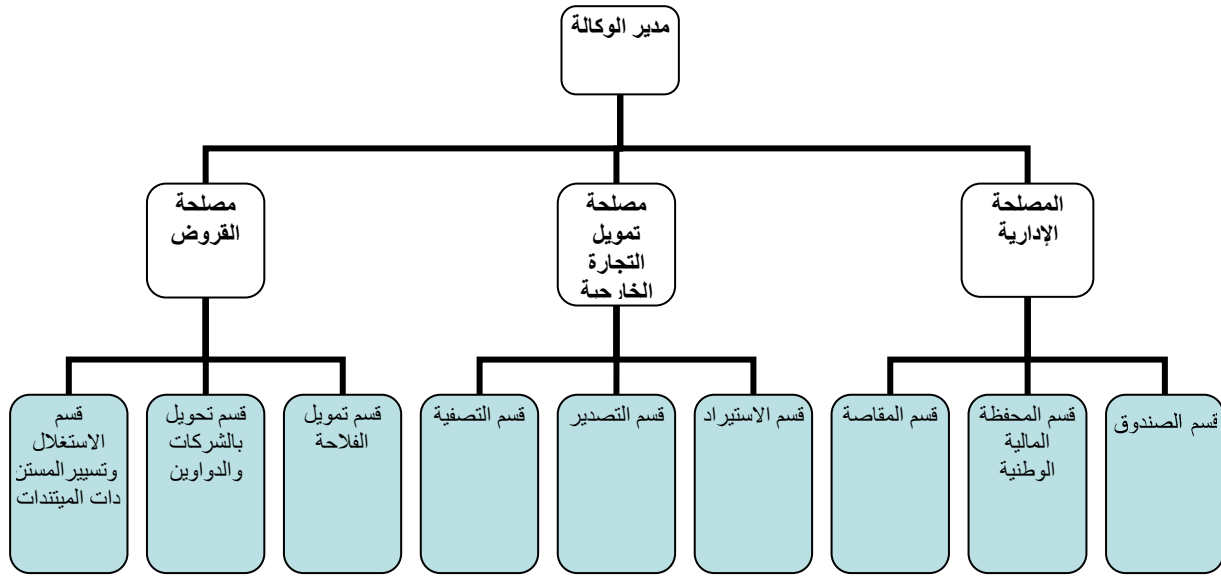 مدير الوكالة
المصلحة
الإدارية
مصلحة
تمويل
التجارة
الخارجية
مصلحة
القروض
قسم الصندوق
قسم المحفظة
المالية
الوطنية
قسم المقاصة
قسم الاستيراد
قسم التصدير
قسم التصفية
قسم تمويل
الفلاحة
قسم تحويل
بالشركات
والدواوين
قسم
الاستغلال
وتسيير المستن
دات الميتندات